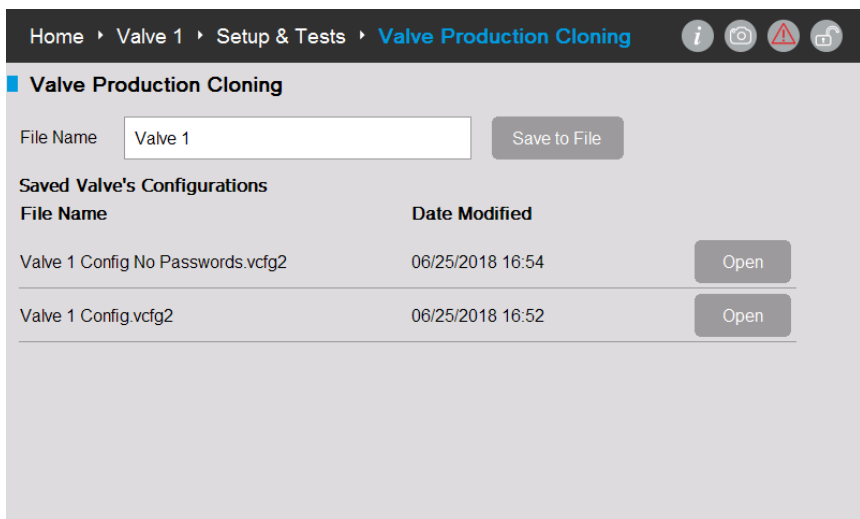 Home Valve 1 Setup & Tests Valve Production Cloning i
Valve Production Cloning
File Name Valve 1 Save to File
Saved Valve's Configurations
File Name Date Modified
Valve 1 Config No Passwords.vcfg2 06/25/2018 16:54 Open
Valve 1 Config.vcfg2 06/25/2018 16:52 Open